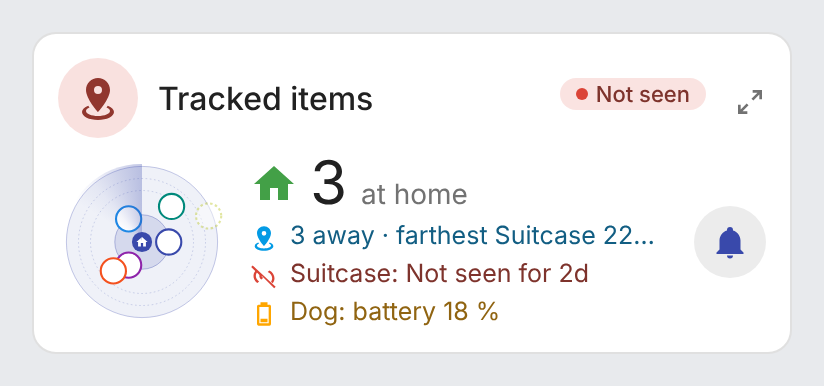 Tracked items
Not seen
3 at home
3 away · farthest Suitcase 22…
Suitcase: Not seen for 2d
Dog: battery 18 %